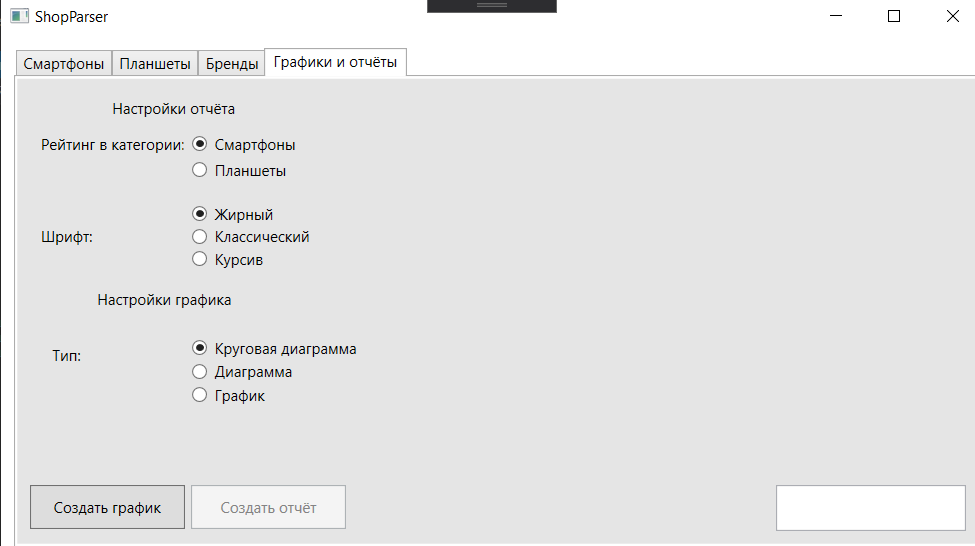 ShopParser
Смартфоны Планшеты Бренды Графики и отчёты
Настройки отчёта
Рейтинг в категории: Смартфоны
Планшеты
Жирный
Шрифт: Классический
Курсив
Настройки графика
Тип: Круговая диаграмма
Диаграмма
График
Создать график Создать отчёт